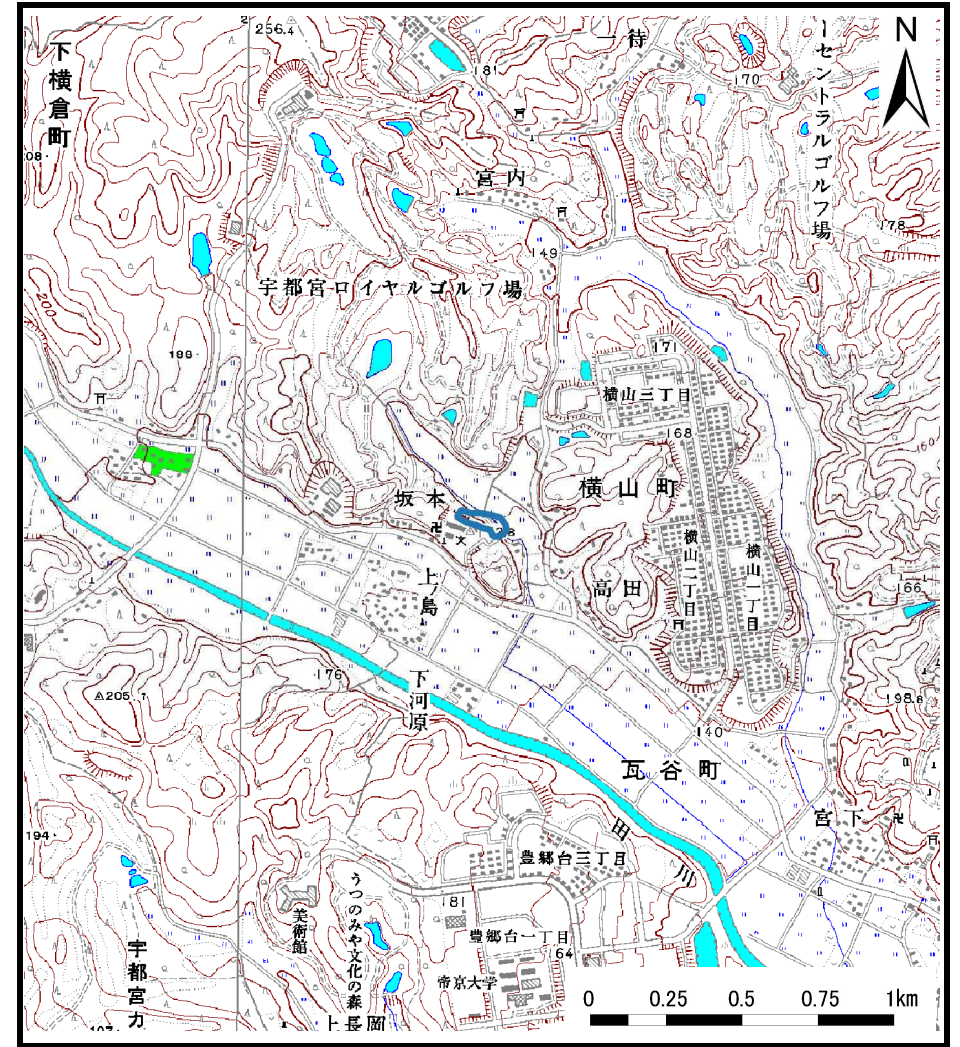 256.4
一待
N
下横倉町
181
170
ーセントラルゴルフ場
208
宮内
149
178
200
宇都宮ロイヤルゴルフ場
188
171
横山三丁目
168
坂本
横山町
横山二丁目
横山一丁目
上ノ島
高田
166
176
下河原
205
198.8
140
瓦谷町
194
田川
宮下
豊郷台三丁目
うつのみや文化の森
美術館
181
豊郷台一丁目
164
宇都宮カ
帝京大学
上長岡
0 0.25 0.5 0.75 1km